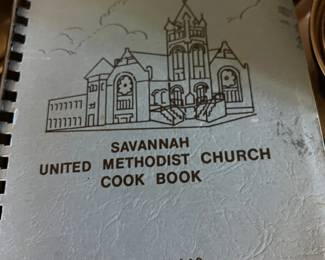 SAVANNAH
UNITED METHODIST CHURCH
COOK BOOK